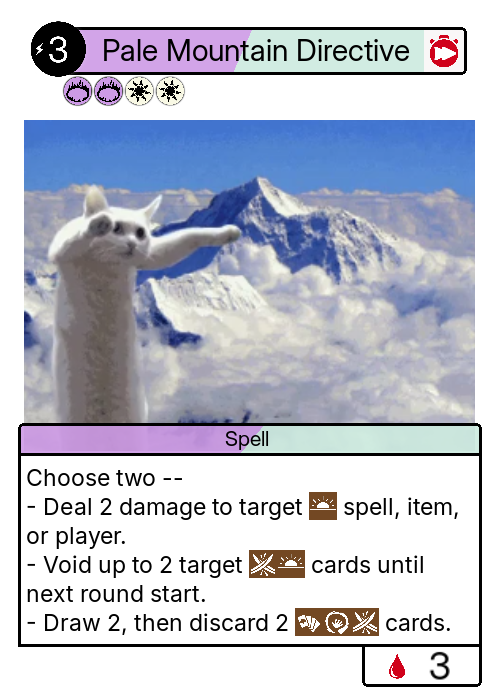 3 Pale Mountain Directive
Spell
Choose two --
- Deal 2 damage to target spell, item,
or player.
- Void up to 2 target cards until
next round start.
- Draw 2, then discard 2 cards.
3